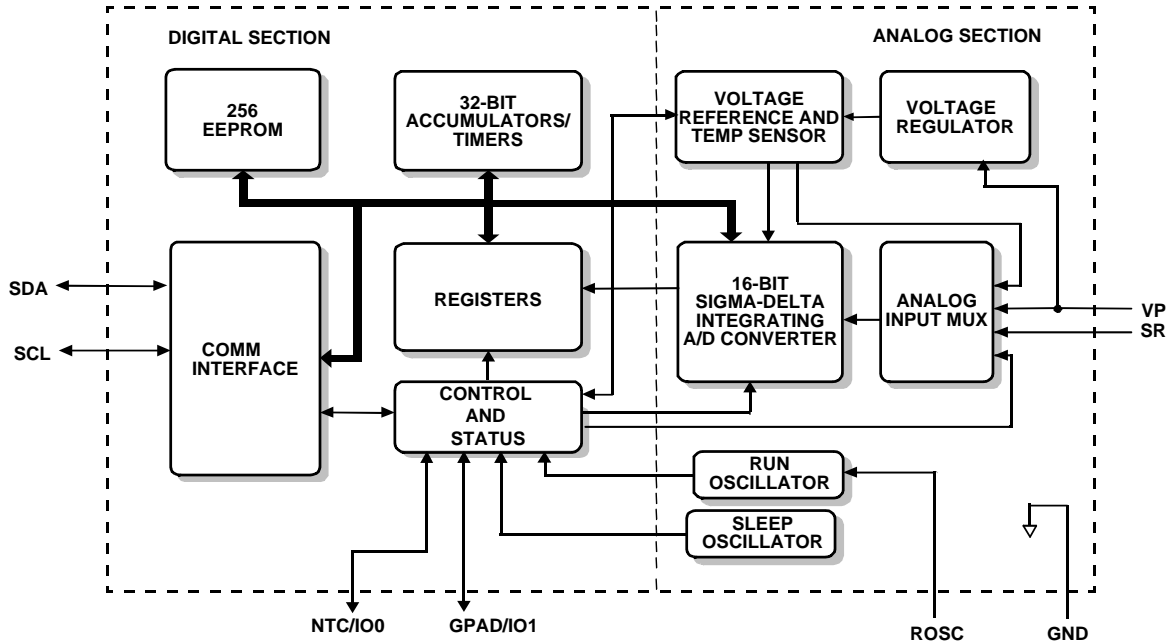 DIGITAL SECTION
ANALOG SECTION
256
EEPROM
32-BIT
ACCUMULATORS/
TIMERS
VOLTAGE
REFERENCE AND
TEMP SENSOR
VOLTAGE
REGULATOR
SDA
SCL
COMM
INTERFACE
REGISTERS
16-BIT
SIGMA-DELTA
INTEGRATING
A/D CONVERTER
ANALOG
INPUT MUX
VP
SR
CONTROL
AND
STATUS
RUN
OSCILLATOR
SLEEP
OSCILLATOR
NTC/IO0
GPAD/IO1
ROSC
GND